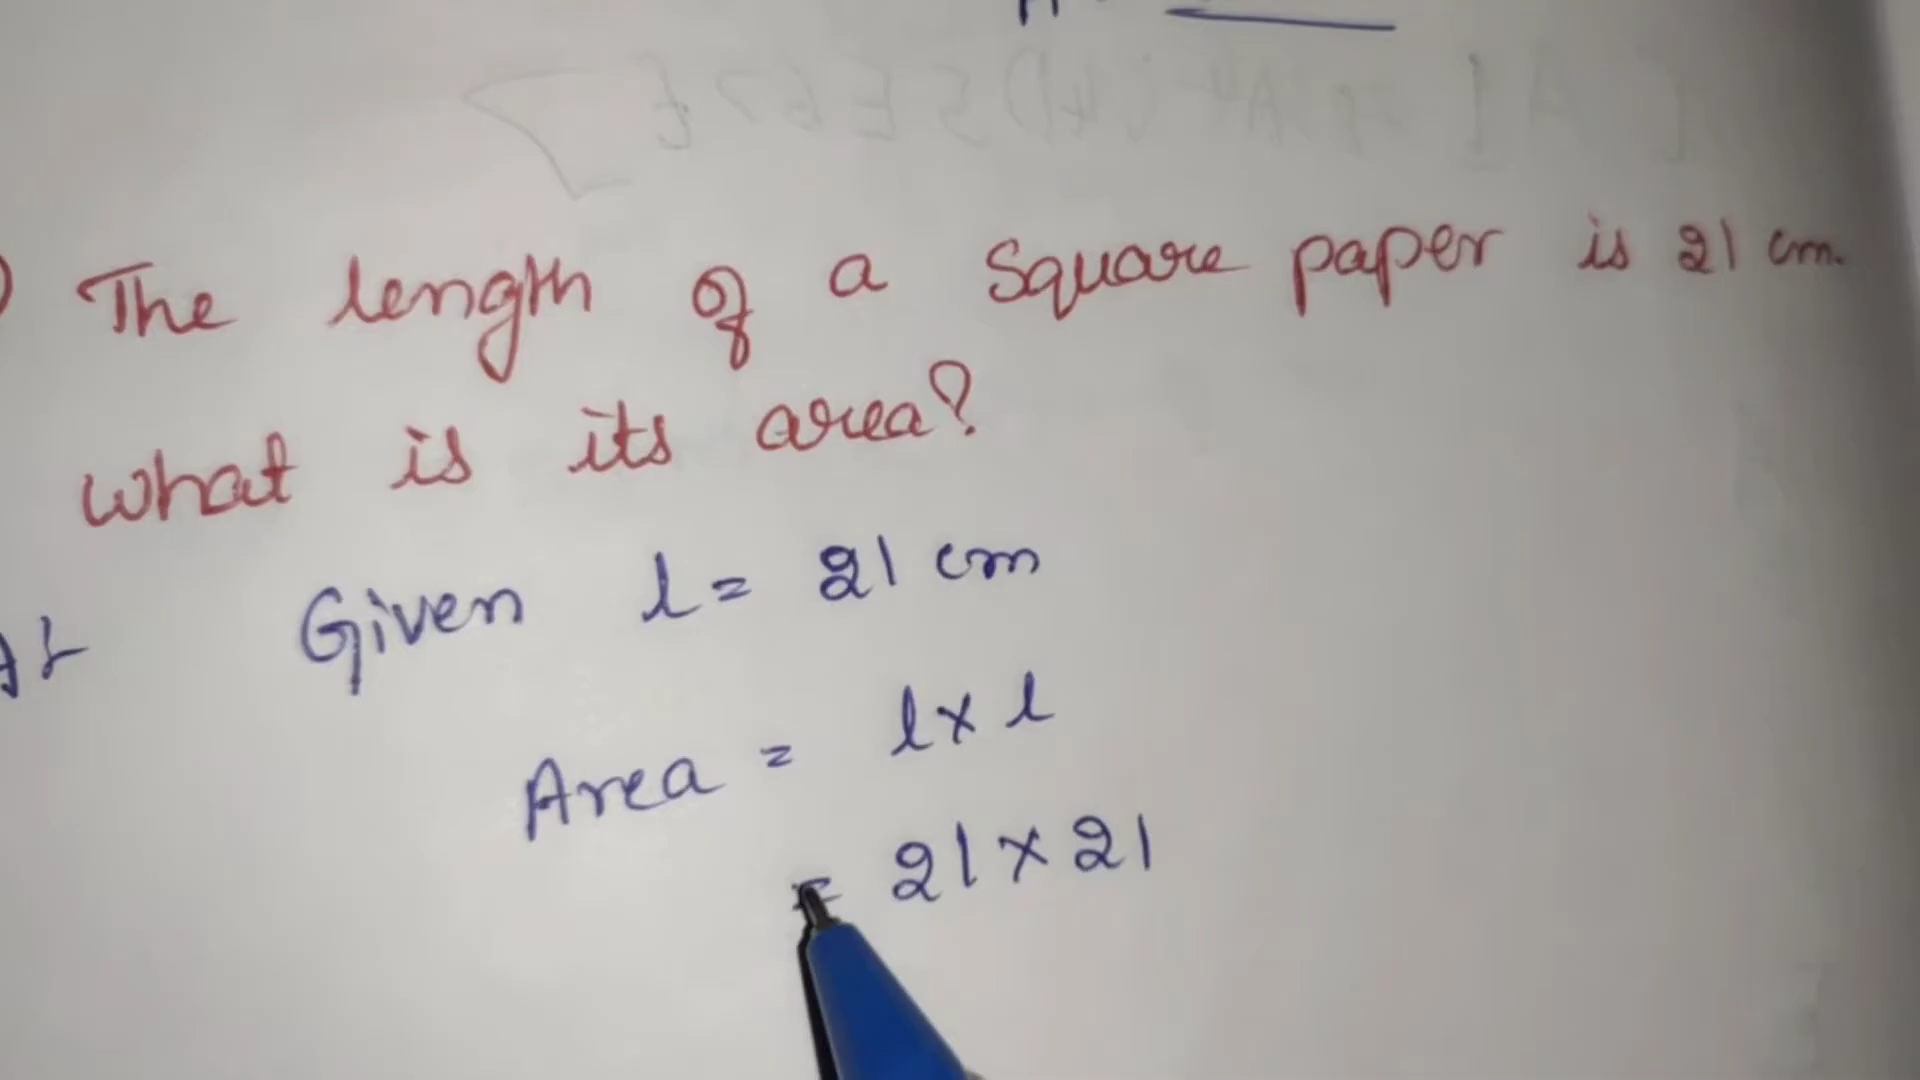 The length of a square paper is 21 cm.
what is its area?
Given l = 21 cm
Area = l x l
= 21 x 21